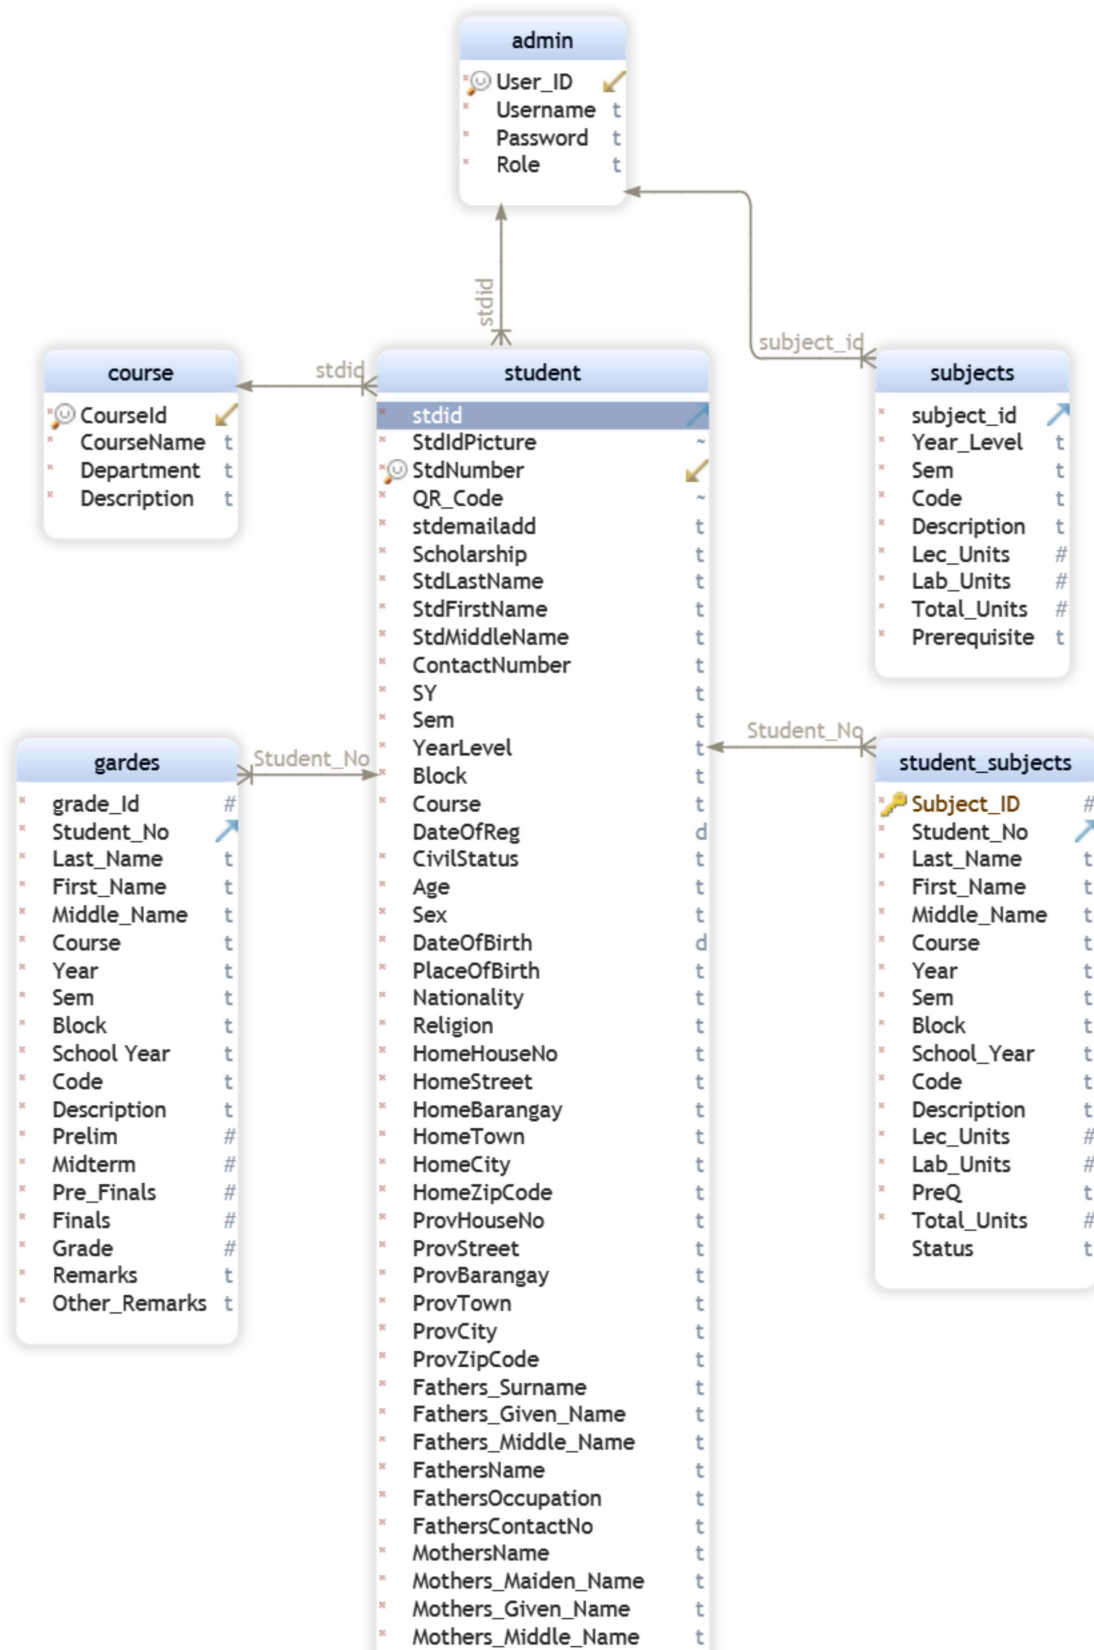 admin
User_ID
Username t
Password t
Role t
stdid
subject_id
course
CourseId
CourseName t
Department t
Description t
stdid
student
stdid
StdIdPicture ~
StdNumber
QR_Code ~
stdemailadd t
Scholarship t
StdLastName t
StdFirstName t
StdMiddleName t
ContactNumber t
SY t
Sem t
YearLevel t
Block t
Course t
DateOfReg d
CivilStatus t
Age t
Sex t
DateOfBirth d
PlaceOfBirth t
Nationality t
Religion t
HomeHouseNo t
HomeStreet t
HomeBarangay t
HomeTown t
HomeCity t
HomeZipCode t
ProvHouseNo t
ProvStreet t
ProvBarangay t
ProvTown t
ProvCity t
ProvZipCode t
Fathers_Surname t
Fathers_Given_Name t
Fathers_Middle_Name t
FathersName t
FathersOccupation t
FathersContactNo t
MothersName t
Mothers_Maiden_Name t
Mothers_Given_Name t
Mothers_Middle_Name t
subjects
subject_id
Year_Level t
Sem t
Code t
Description t
Lec_Units #
Lab_Units #
Total_Units #
Prerequisite t
Student_No
gardes
grade_Id #
Student_No
Last_Name t
First_Name t
Middle_Name t
Course t
Year t
Sem t
Block t
School Year t
Code t
Description t
Prelim #
Midterm #
Pre_Finals #
Finals #
Grade #
Remarks t
Other_Remarks t
Student_No
student_subjects
Subject_ID #
Student_No
Last_Name t
First_Name t
Middle_Name t
Course t
Year t
Sem t
Block t
School_Year t
Code t
Description t
Lec_Units #
Lab_Units #
PreQ t
Total_Units #
Status t